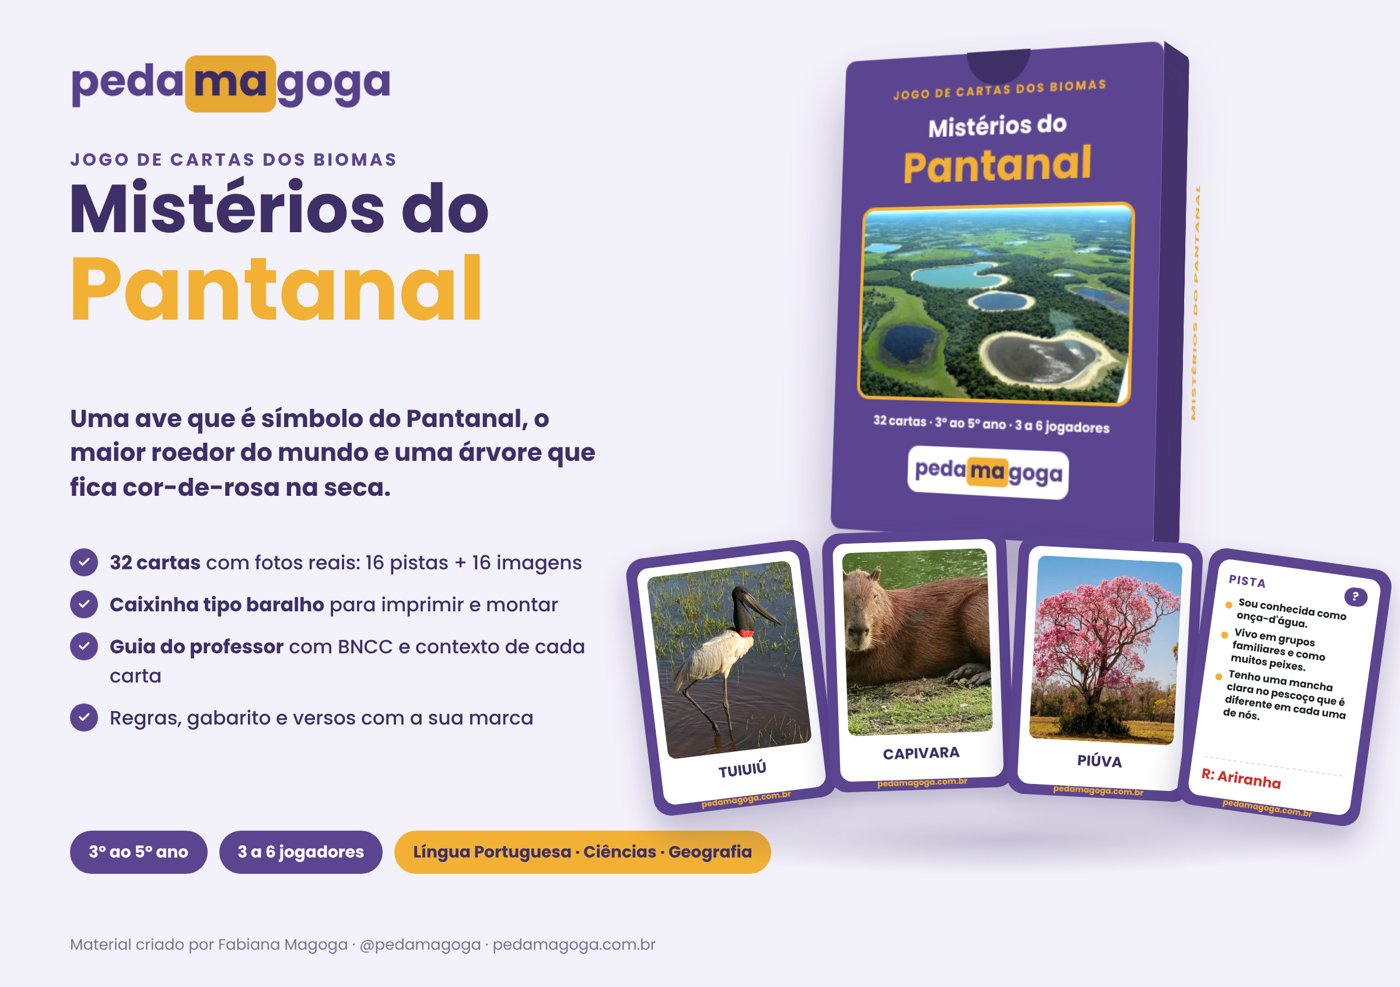 pedamagoga
JOGO DE CARTAS DOS BIOMAS
Mistérios do
Pantanal
Uma ave que é símbolo do Pantanal, o
maior roedor do mundo e uma árvore que
fica cor-de-rosa na seca.
32 cartas com fotos reais: 16 pistas + 16 imagens
Caixinha tipo baralho para imprimir e montar
Guia do professor com BNCC e contexto de cada
carta
Regras, gabarito e versos com a sua marca
3º ao 5º ano
3 a 6 jogadores
Língua Portuguesa · Ciências · Geografia
Material criado por Fabiana Magoga · @pedamagoga · pedamagoga.com.br
JOGO DE CARTAS DOS BIOMAS
Mistérios do
Pantanal
32 cartas · 3º ao 5º ano · 3 a 6 jogadores
pedamagoga
MISTÉRIOS DO PANTANAL
TUIUIÚ
pedamagoga.com.br
CAPIVARA
pedamagoga.com.br
PIÚVA
pedamagoga.com.br
PISTA
?
Sou conhecida como
onça-d'água.
Vivo em grupos
familiares e como
muitos peixes.
Tenho uma mancha
clara no pescoço que é
diferente em cada uma
de nós.
R: Ariranha
pedamagoga.com.br